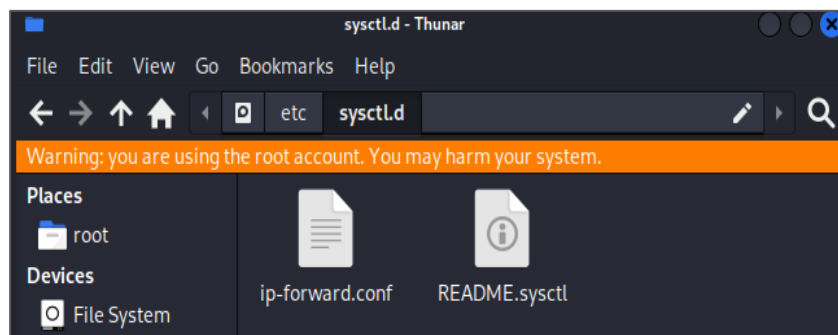 sysctl.d - Thunar
File Edit View Go Bookmarks Help
etc sysctl.d
Warning: you are using the root account. You may harm your system.
Places
root
Devices
File System
ip-forward.conf README.sysctl